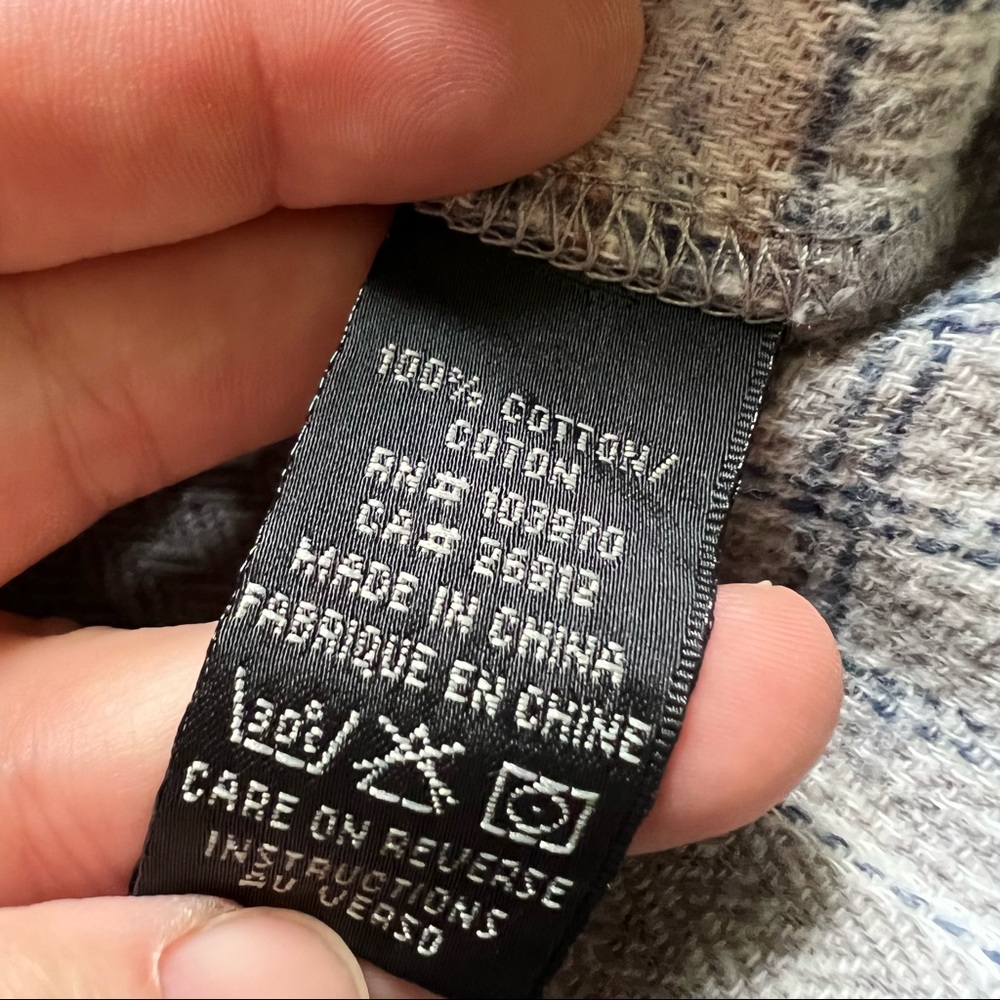 100% COTTON/
COTON
RN# 103970
CA# 26912
MADE IN CHINA
FABRIQUE EN CHINE
30°C
CARE ON REVERSE
INSTRUCTIONS
AU VERSO